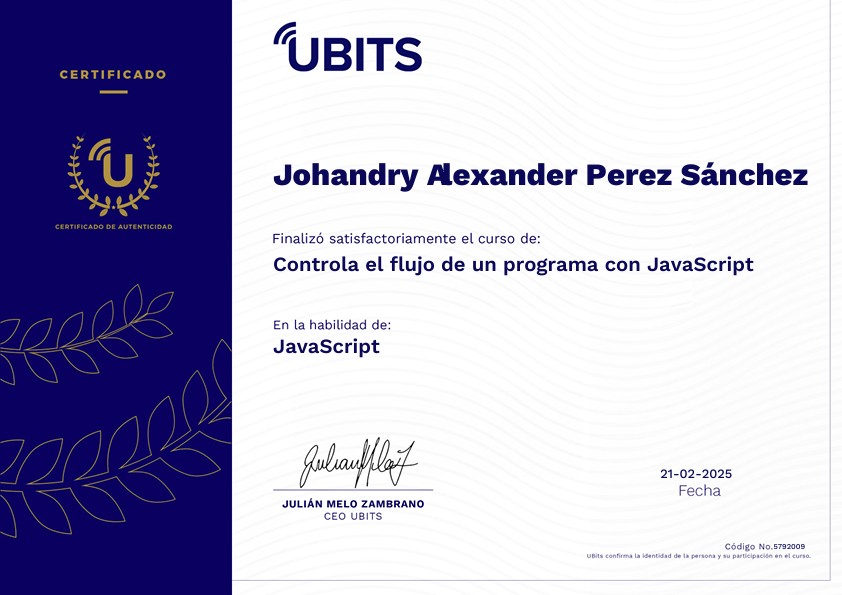 CERTIFICADO
U
CERTIFICADO DE AUTENTICIDAD
UBITS
Johandry Alexander Perez Sánchez
Finalizó satisfactoriamente el curso de:
Controla el flujo de un programa con JavaScript
En la habilidad de:
JavaScript
JULIÁN MELO ZAMBRANO
CEO UBITS
21-02-2025
Fecha
Código No.5792009
UBits confirma la identidad de la persona y su participación en el curso.